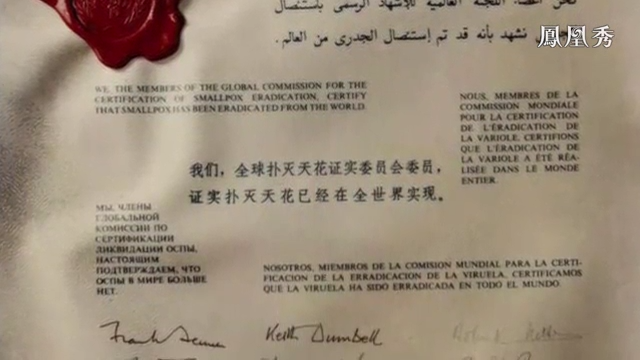 鳳凰秀
نحن أعضاء اللجنة العالمية للإشهاد الرسمي باستئصال
نشهد بأنه قد تم إستئصال الجدرى من العالم.
WE, THE MEMBERS OF THE GLOBAL COMMISSION FOR THE
CERTIFICATION OF SMALLPOX ERADICATION, CERTIFY
THAT SMALLPOX HAS BEEN ERADICATED FROM THE WORLD.
NOUS, MEMBRES DE LA
COMMISSION MONDIALE
POUR LA CERTIFICATION
DE L'ÉRADICATION DE
LA VARIOLE, CERTIFIONS
QUE L'ÉRADICATION DE
LA VARIOLE A ÉTÉ RÉA-
LISÉE DANS LE MONDE
ENTIER.
我们，全球扑灭天花证实委员会委员，
证实扑灭天花已经在全世界实现。
МЫ, ЧЛЕНЫ
ГЛОБАЛЬНОЙ
КОМИССИИ ПО
СЕРТИФИКАЦИИ
ЛИКВИДАЦИИ ОСПЫ,
НАСТОЯЩИМ
ПОДТВЕРЖДАЕМ, ЧТО
ОСПЫ В МИРЕ БОЛЬШЕ
НЕТ.
NOSOTROS, MIEMBROS DE LA COMISION MUNDIAL PARA LA CERTI-
FICACION DE LA ERRADICACION DE LA VIRUELA, CERTIFICAMOS
QUE LA VIRUELA HA SIDO ERRADICADA EN TODO EL MUNDO.
Frank Fenner
Keith Dumbell